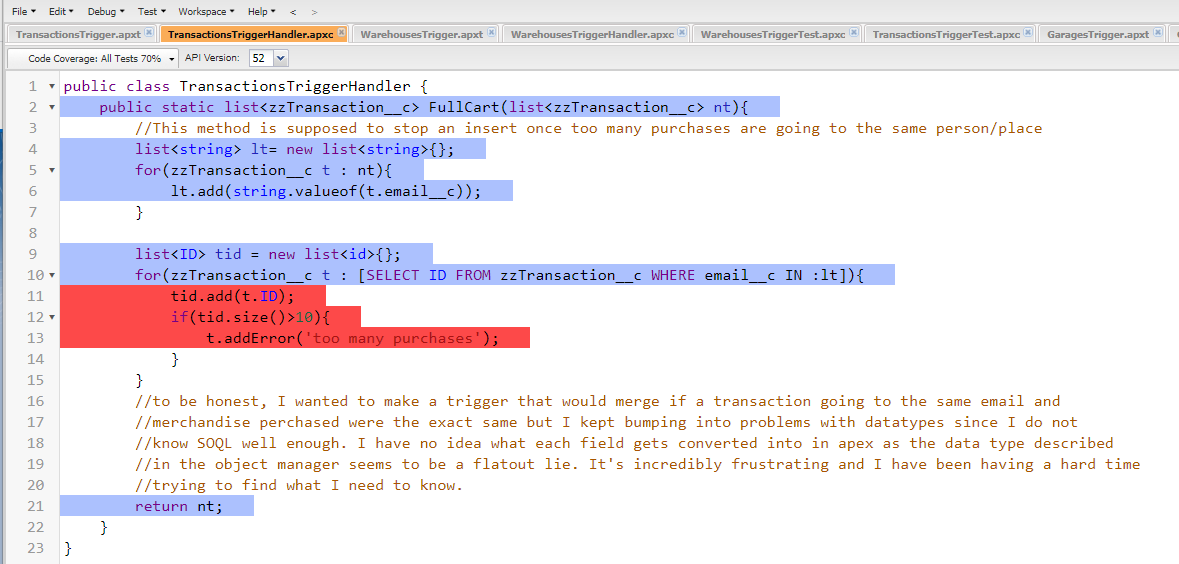 File Edit Debug Test Workspace Help < >
TransactionsTrigger.apxt TransactionsTriggerHandler.apxc WarehousesTrigger.apxt WarehousesTriggerHandler.apxc WarehousesTriggerTest.apxc TransactionsTriggerTest.apxc GaragesTrigger.apxt
Code Coverage: All Tests 70% API Version: 52
1 public class TransactionsTriggerHandler {
2 public static list<zzTransaction__c> FullCart(list<zzTransaction__c> nt){
3 //This method is supposed to stop an insert once too many purchases are going to the same person/place
4 list<string> lt= new list<string>{};
5 for(zzTransaction__c t : nt){
6 lt.add(string.valueof(t.email__c));
7 }
8
9 list<ID> tid = new list<id>{};
10 for(zzTransaction__c t : [SELECT ID FROM zzTransaction__c WHERE email__c IN :lt]){
11 tid.add(t.ID);
12 if(tid.size()>10){
13 t.addError('too many purchases');
14 }
15 }
16 //to be honest, I wanted to make a trigger that would merge if a transaction going to the same email and
17 //merchandise perchased were the exact same but I kept bumping into problems with datatypes since I do not
18 //know SOQL well enough. I have no idea what each field gets converted into in apex as the data type described
19 //in the object manager seems to be a flatout lie. It's incredibly frustrating and I have been having a hard time
20 //trying to find what I need to know.
21 return nt;
22 }
23 }